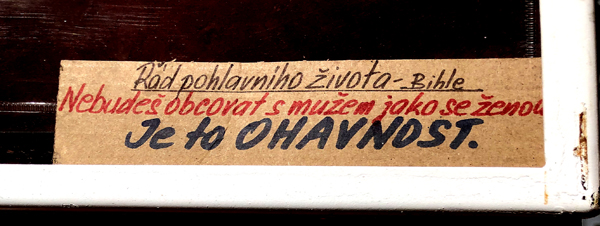 Řád pohlavního života - Bible
Nebudeš obcovat s mužem jako se ženou
Je to OHAVNOST.